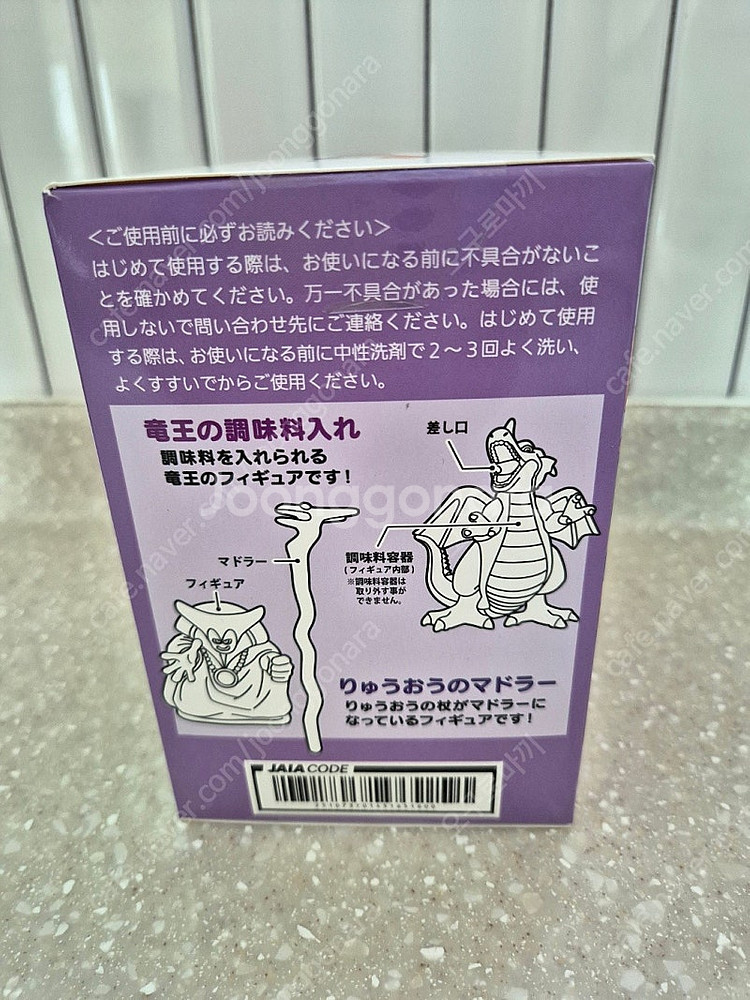 ＜ご使用前に必ずお読みください＞
はじめて使用する際は、お使いになる前に不具合がないこ
とを確かめてください。万一不具合があった場合には、使
用しないで問い合わせ先にご連絡ください。はじめて使用
する際は、お使いになる前に中性洗剤で2～3回よく洗い、
よくすすいでからご使用ください。
竜王の調味料入れ
調味料を入れられる
竜王のフィギュアです！
差し口
マドラー
フィギュア
調味料容器
(フィギュア内部)
※調味料容器は
取り外す事が
できません。
りゅうおうのマドラー
りゅうおうの杖がマドラーに
なっているフィギュアです！
JAIA CODE
joonggonara
cafe.naver.com/joonggonara
오구로마끼